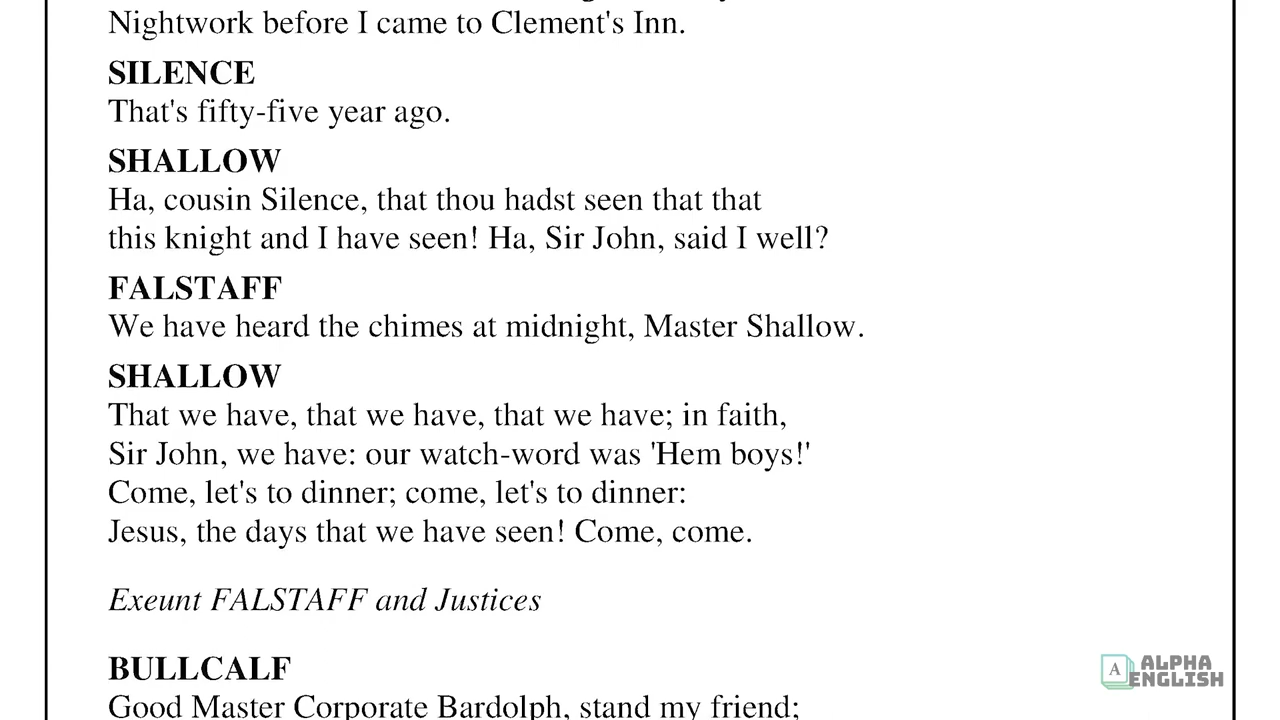 Nightwork before I came to Clement's Inn.
SILENCE
That's fifty-five year ago.
SHALLOW
Ha, cousin Silence, that thou hadst seen that that
this knight and I have seen! Ha, Sir John, said I well?
FALSTAFF
We have heard the chimes at midnight, Master Shallow.
SHALLOW
That we have, that we have, that we have; in faith,
Sir John, we have: our watch-word was 'Hem boys!'
Come, let's to dinner; come, let's to dinner:
Jesus, the days that we have seen! Come, come.
Exeunt FALSTAFF and Justices
BULLCALF
Good Master Corporate Bardolph, stand my friend;
A ALPHA
ENGLISH